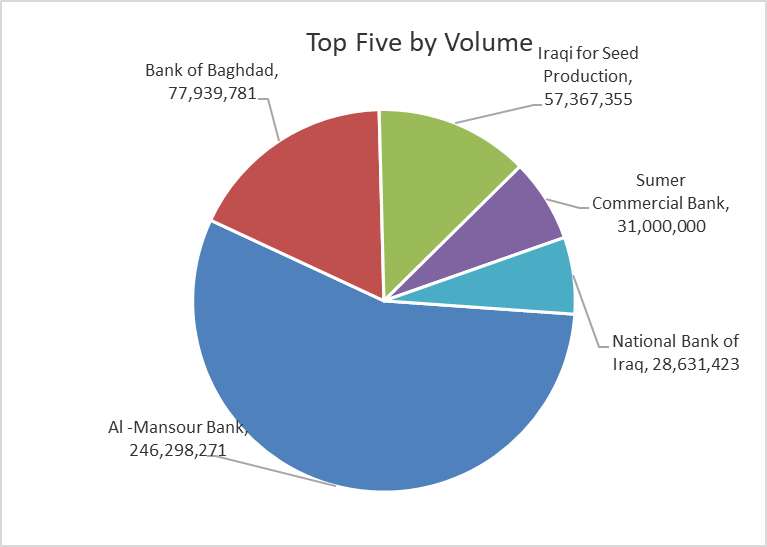 Top Five by Volume
Bank of Baghdad,
77,939,781
Iraqi for Seed
Production,
57,367,355
Sumer
Commercial Bank,
31,000,000
National Bank of
Iraq, 28,631,423
Al -Mansour Bank,
246,298,271